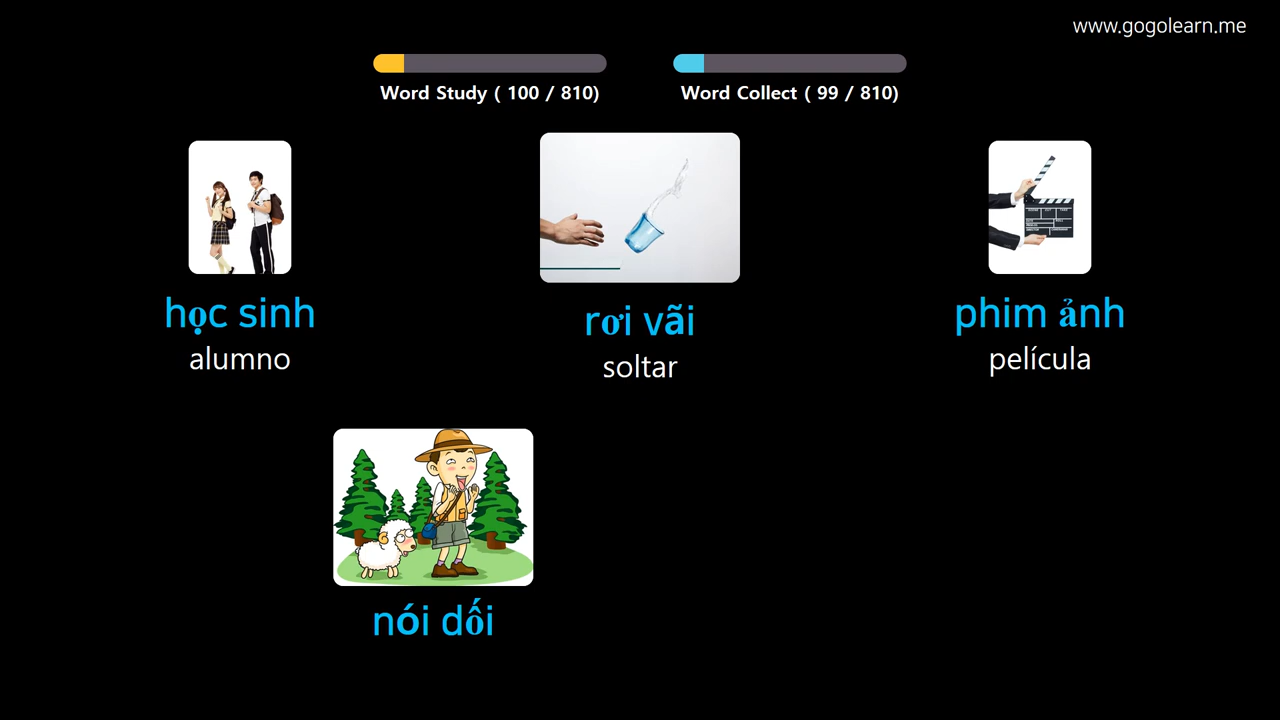 www.gogolearn.me
Word Study ( 100 / 810)
Word Collect ( 99 / 810)
học sinh
alumno
rơi vãi
soltar
phim ảnh
película
nói dối